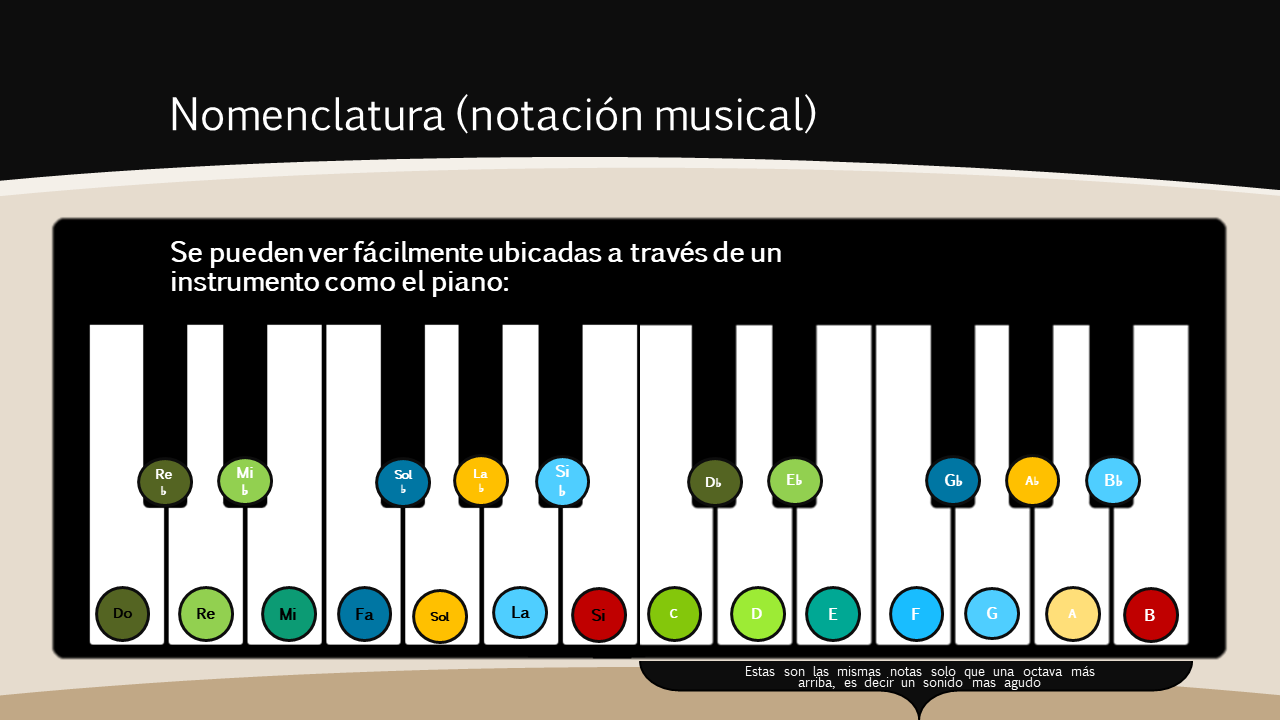 Nomenclatura (notación musical)
Se pueden ver fácilmente ubicadas a través de un
instrumento como el piano:
Re
♭
Mi
♭
Sol
♭
La
♭
Si
♭
D♭
E♭
G♭
A♭
B♭
Do
Re
Mi
Fa
Sol
La
Si
C
D
E
F
G
A
B
Estas son las mismas notas solo que una octava más
arriba, es decir un sonido mas agudo